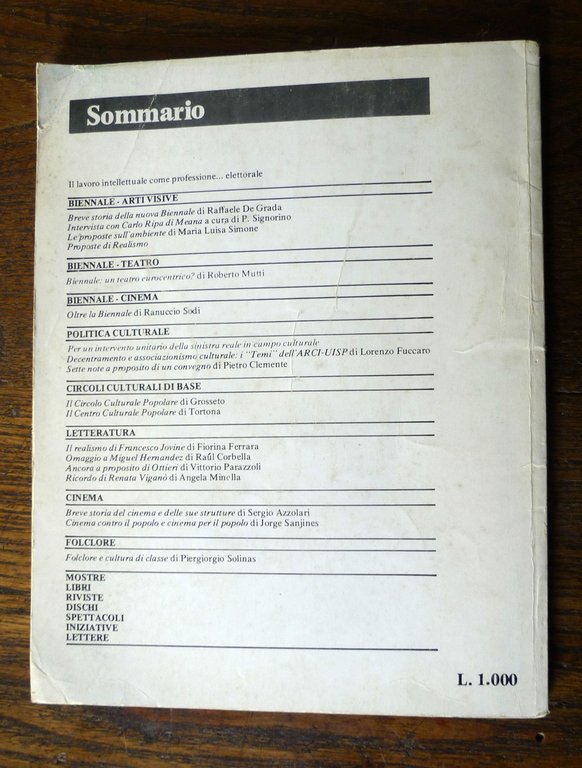 Sommario
Il lavoro intellettuale come professione... elettorale
BIENNALE - ARTI VISIVE
Breve storia della nuova Biennale di Raffaele De Grada
Intervista con Carlo Ripa di Meana a cura di P. Signorino
Le proposte sull'ambiente di Maria Luisa Simone
Proposte di Realismo
BIENNALE - TEATRO
Biennale: un teatro eurocentrico? di Roberto Mutti
BIENNALE - CINEMA
Oltre la Biennale di Ranuccio Sodi
POLITICA CULTURALE
Per un intervento unitario della sinistra reale in campo culturale
Decentramento e associazionismo culturale: i "Temi" dell'ARCI-UISP di Lorenzo Fuccaro
Sette note a proposito di un convegno di Pietro Clemente
CIRCOLI CULTURALI DI BASE
Il Circolo Culturale Popolare di Grosseto
Il Centro Culturale Popolare di Tortona
LETTERATURA
Il realismo di Francesco Jovine di Fiorina Ferrara
Omaggio a Miguel Hernandez di Raúl Corbella
Ancora a proposito di Ottieri di Vittorio Parazzoli
Ricordo di Renata Viganò di Angela Minella
CINEMA
Breve storia del cinema e delle sue strutture di Sergio Azzolari
Cinema contro il popolo e cinema per il popolo di Jorge Sanjines
FOLCLORE
Folclore e cultura di classe di Piergiorgio Solinas
MOSTRE
LIBRI
RIVISTE
DISCHI
SPETTACOLI
INIZIATIVE
LETTERE
L. 1.000